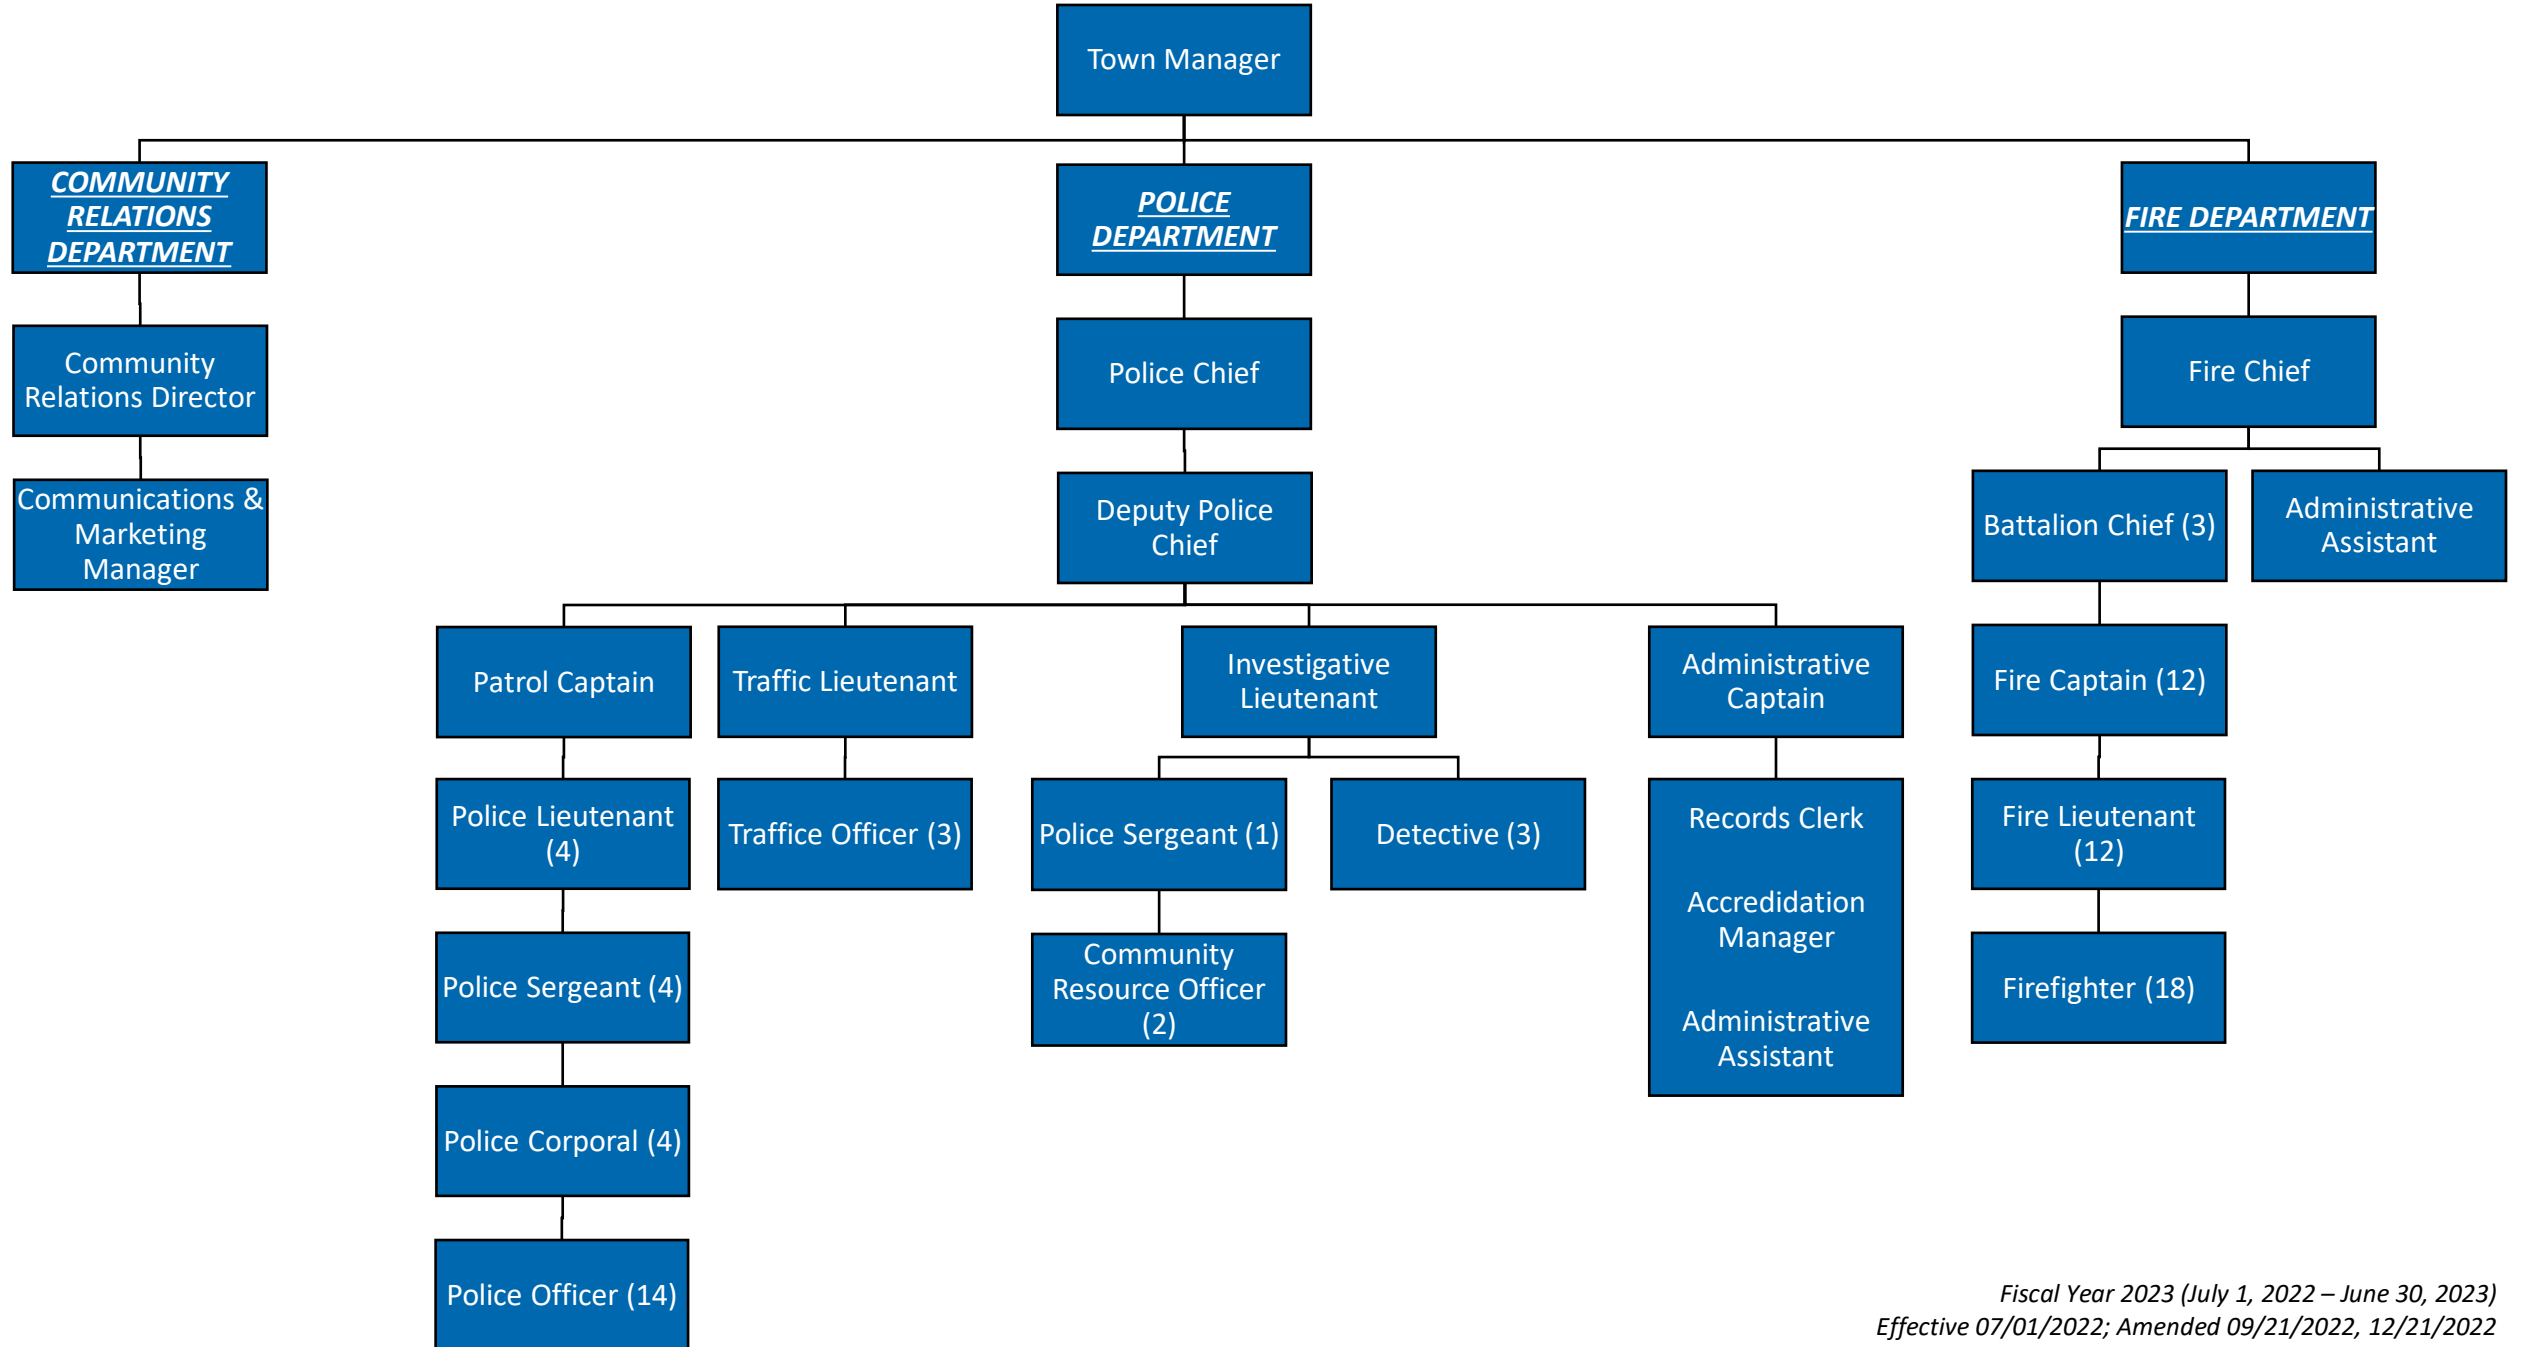 Town Manager
COMMUNITY
RELATIONS
DEPARTMENT
POLICE
DEPARTMENT
FIRE DEPARTMENT
Community
Relations Director
Police Chief
Fire Chief
Communications &
Marketing
Manager
Deputy Police
Chief
Battalion Chief (3)
Administrative
Assistant
Patrol Captain
Traffic Lieutenant
Investigative
Lieutenant
Administrative
Captain
Fire Captain (12)
Police Lieutenant
(4)
Traffice Officer (3)
Police Sergeant (1)
Detective (3)
Records Clerk
Accredidation
Manager
Administrative
Assistant
Fire Lieutenant
(12)
Police Sergeant (4)
Community
Resource Officer
(2)
Firefighter (18)
Police Corporal (4)
Police Officer (14)
Fiscal Year 2023 (July 1, 2022 – June 30, 2023)
Effective 07/01/2022; Amended 09/21/2022, 12/21/2022